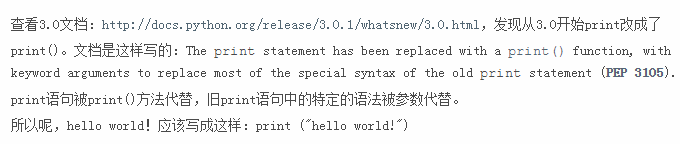 查看3.0文档：http://docs.python.org/release/3.0.1/whatsnew/3.0.html，发现从3.0开始print改成了
print()。文档是这样写的：The print statement has been replaced with a print() function, with
keyword arguments to replace most of the special syntax of the old print statement (PEP 3105).
print语句被print()方法代替，旧print语句中的特定的语法被参数代替。
所以呢，hello world！应该写成这样：print ("hello world!")